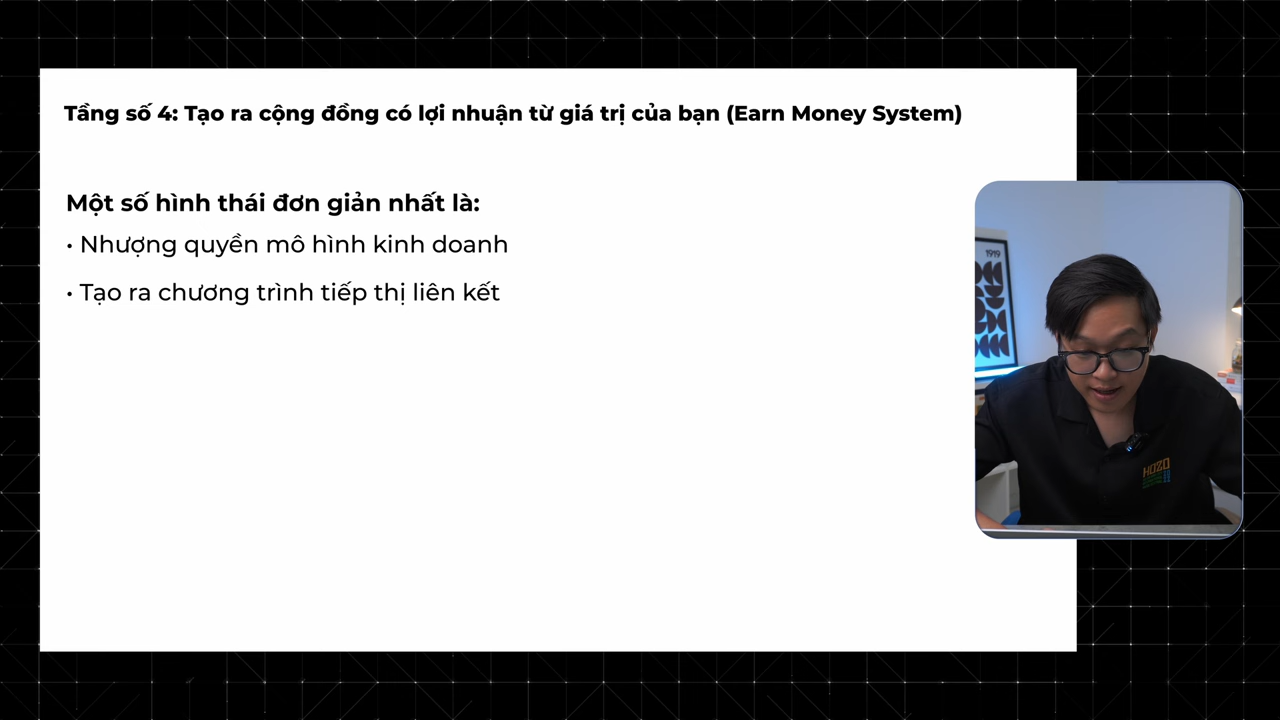 Tầng số 4: Tạo ra cộng đồng có lợi nhuận từ giá trị của bạn (Earn Money System)
Một số hình thái đơn giản nhất là:
• Nhượng quyền mô hình kinh doanh
• Tạo ra chương trình tiếp thị liên kết
1919
HOZO